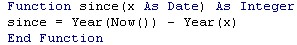 Function since(x As Date) As Integer
since = Year(Now()) - Year(x)
End Function